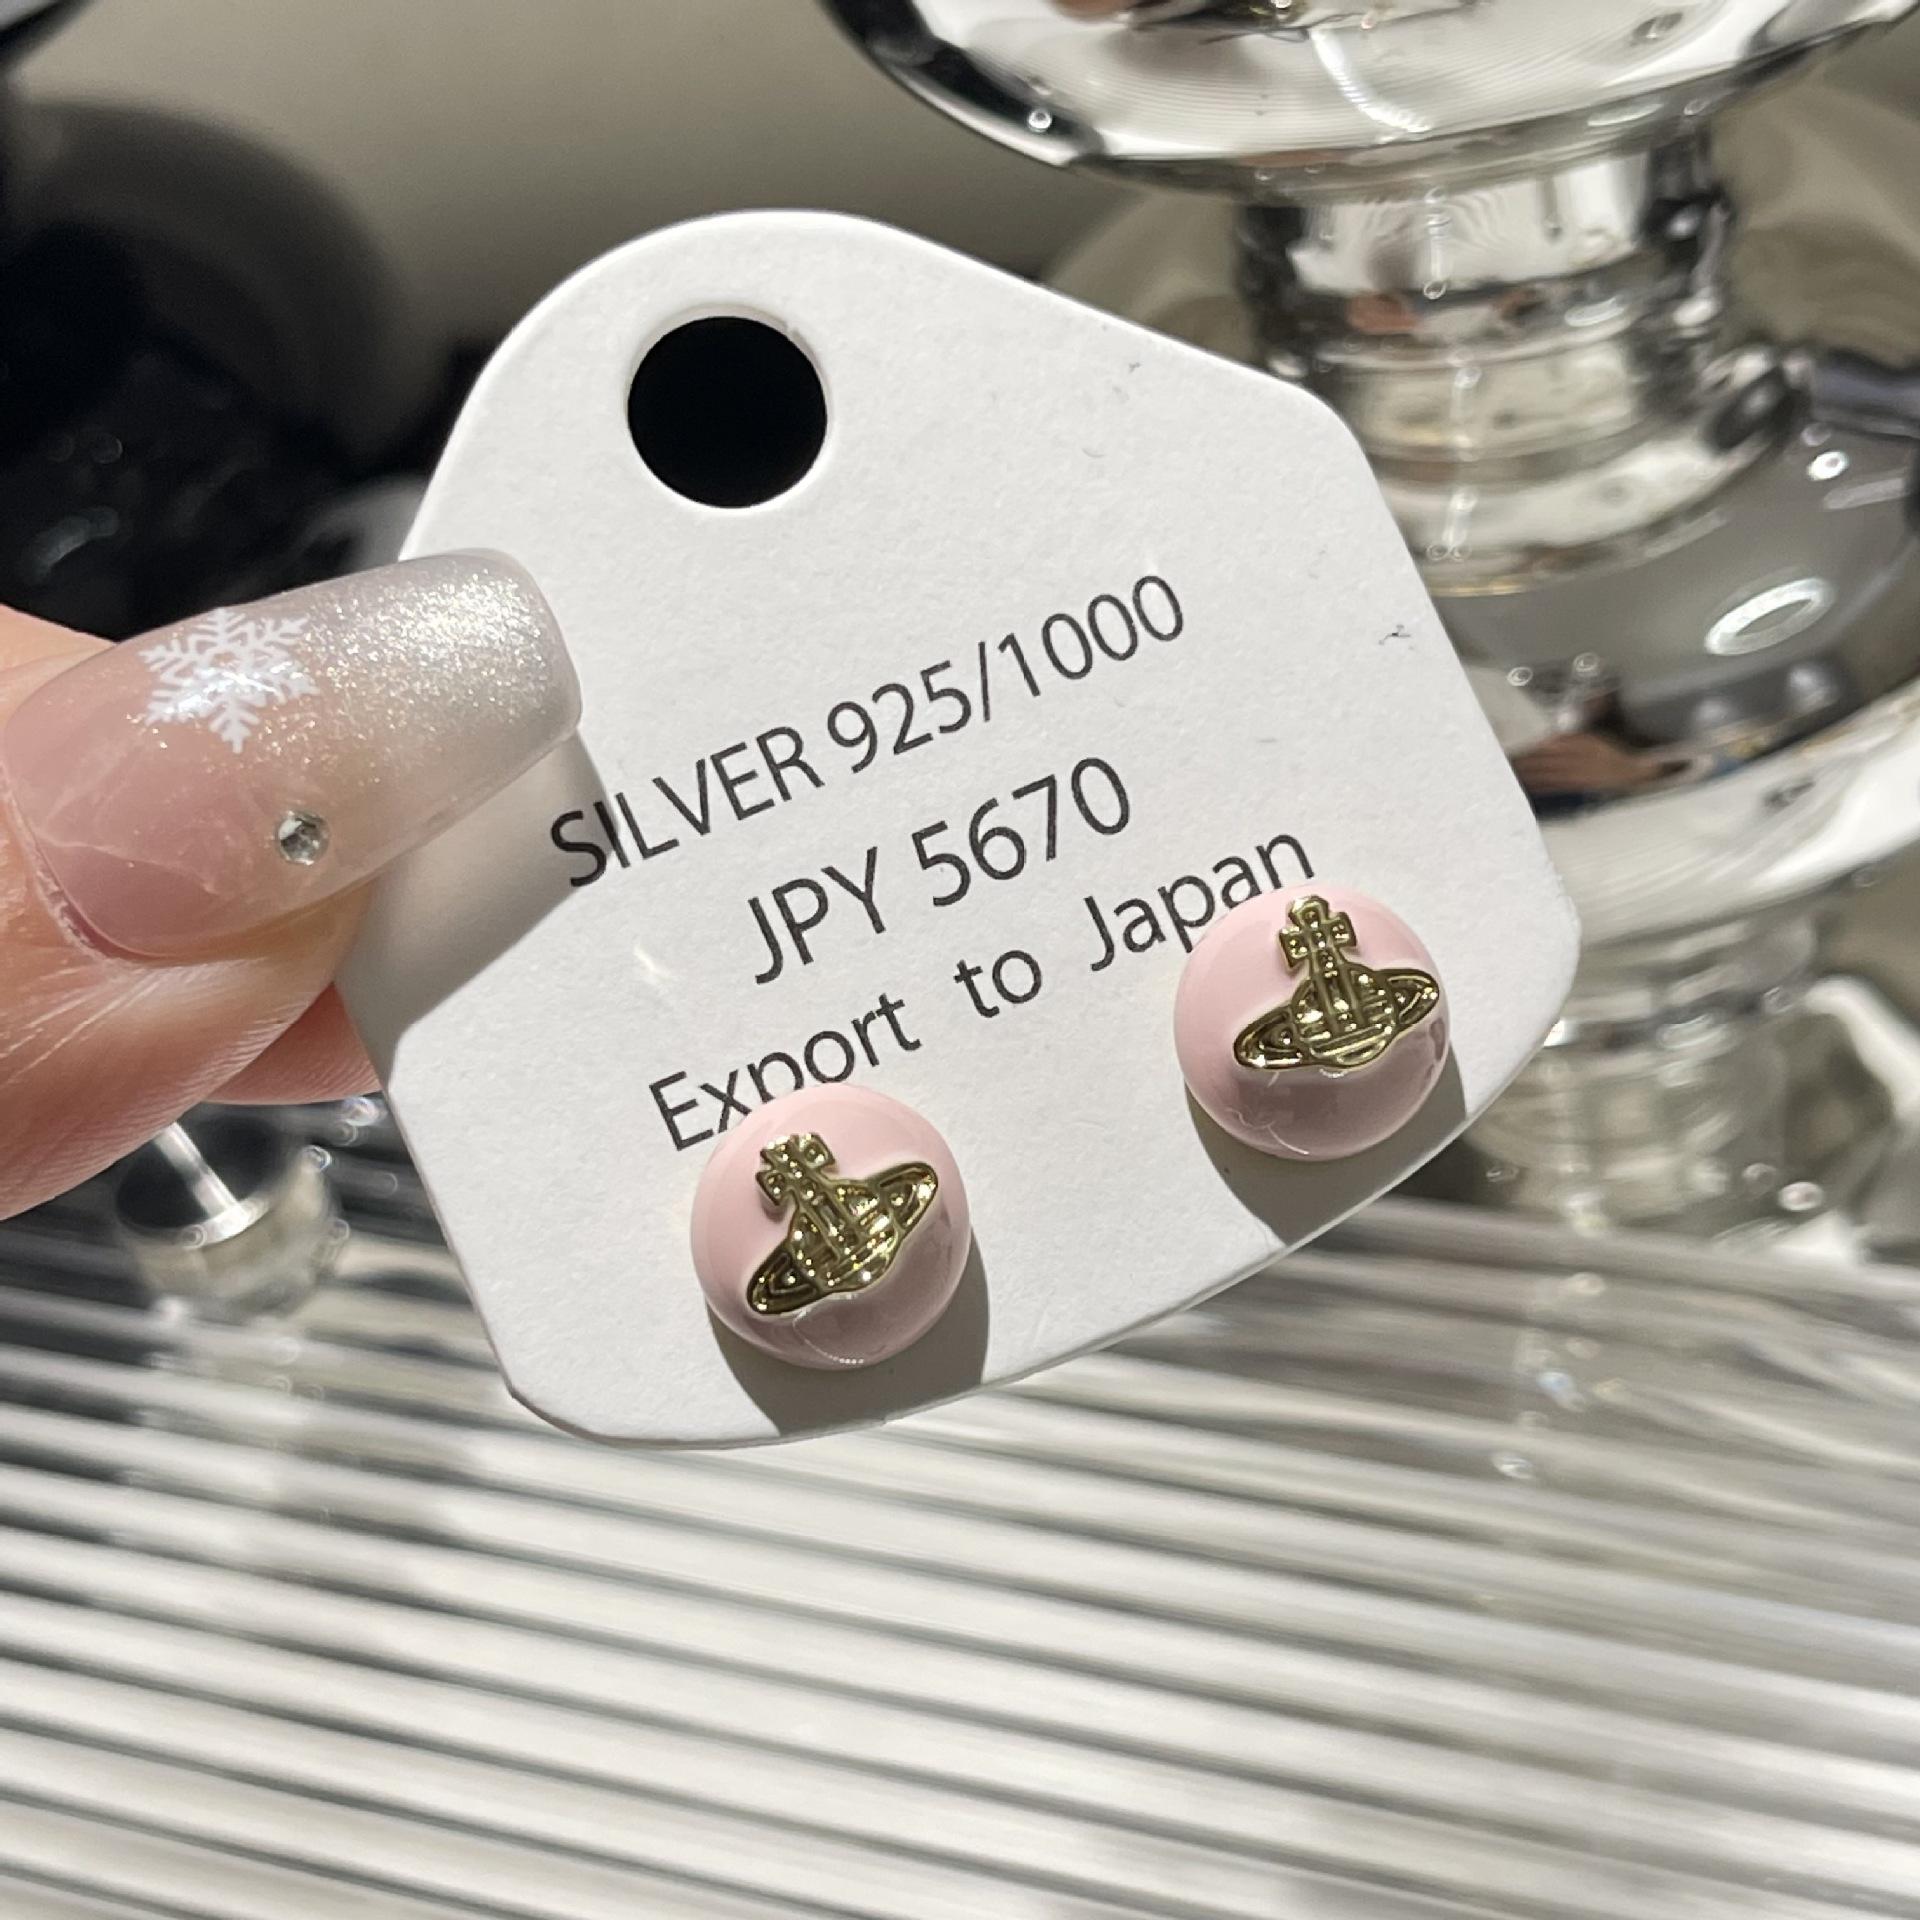 SILVER 925/1000
JPY 5670
Export to Japan